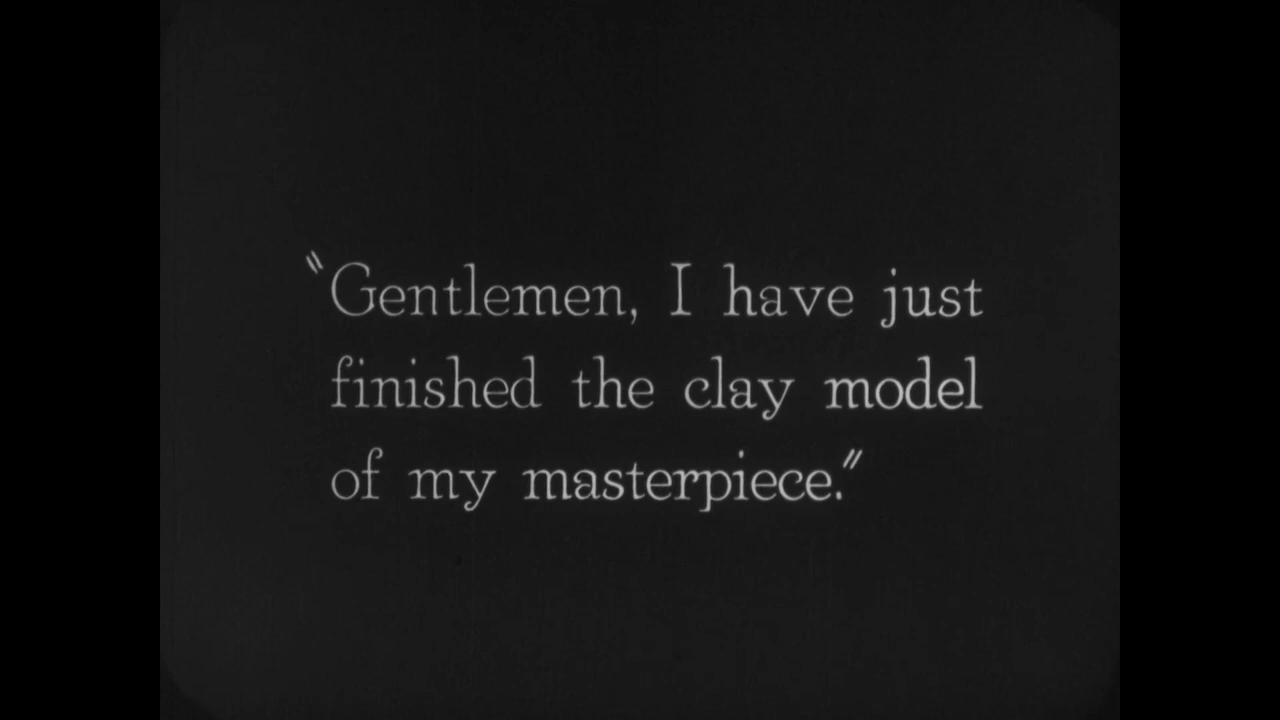 "Gentlemen, I have just
finished the clay model
of my masterpiece."